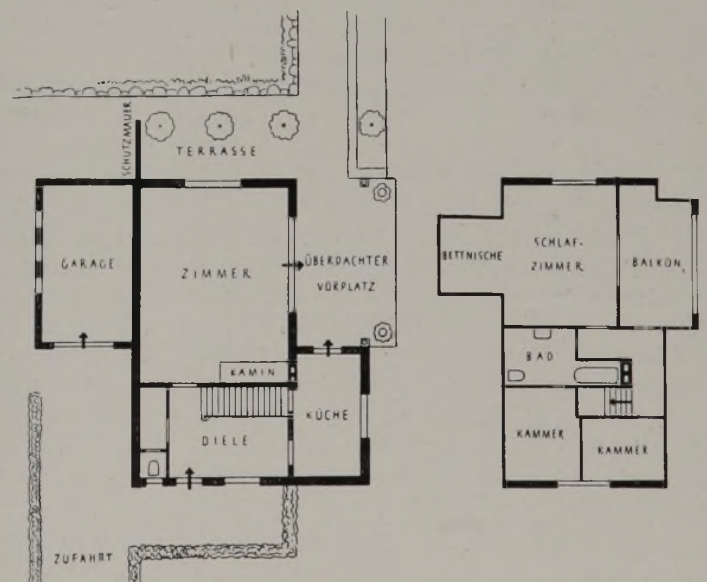 SCHUTZMAUER
TERRASSE
GARAGE
ZIMMER
ÜBERDACHTER
VORPLATZ
KAMIN
DIELE
KÜCHE
ZUFAHRT
BETTNISCHE
SCHLAF-
ZIMMER
BALKON
BAD
KAMMER
KAMMER